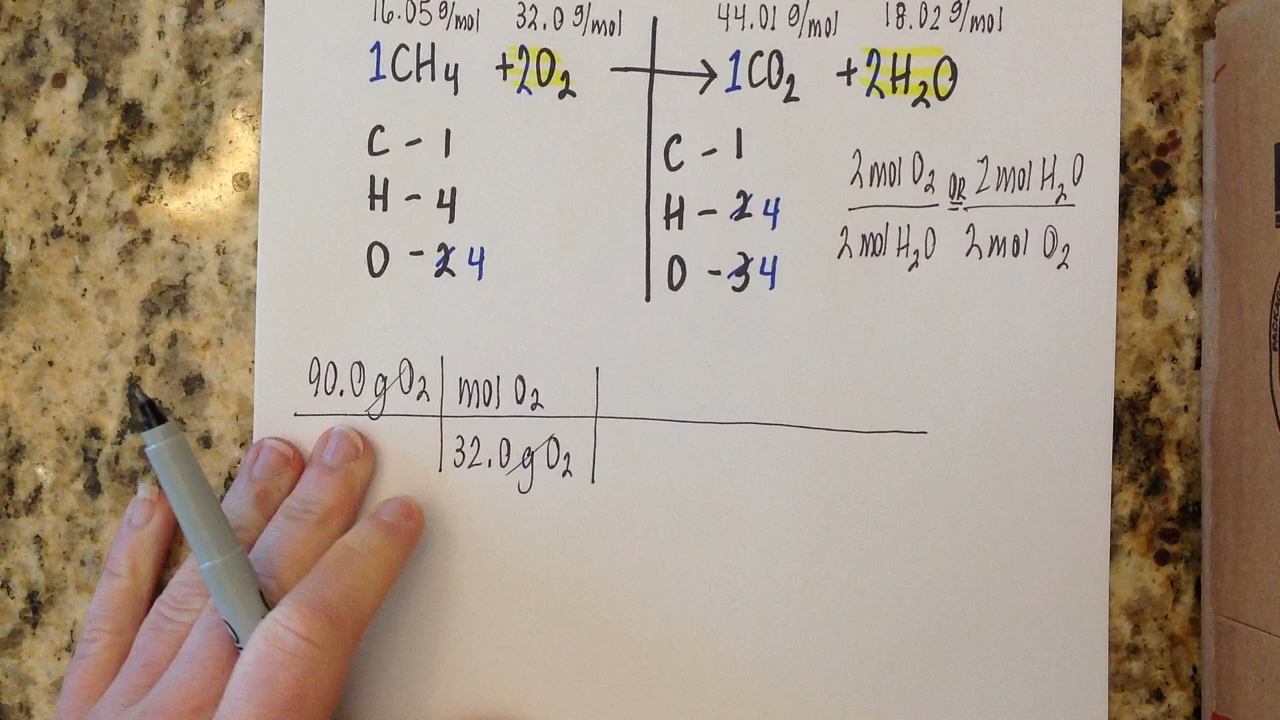 16.05 g/mol 32.0 g/mol 44.01 g/mol 18.02 g/mol
1CH4 + 2O2 → 1CO2 + 2H2O
C - 1 C - 1
H - 4 H - 2 4
O - 2 4 O - 3 4
2 mol O2 OR 2 mol H2O
2 mol H2O 2 mol O2
90.0 g O2 mol O2
32.0 g O2